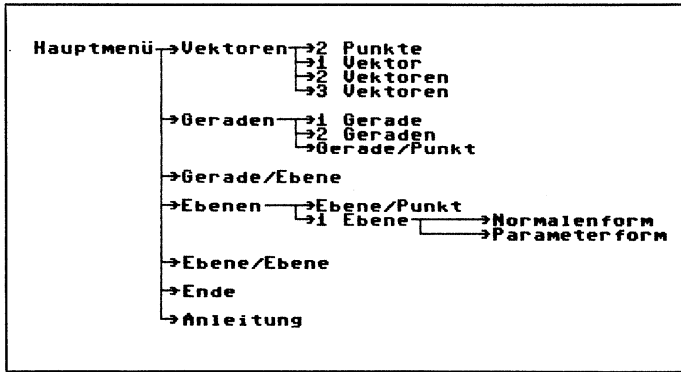 Hauptmenü Vektoren 2 Punkte
1 Vektor
2 Vektoren
3 Vektoren
Geraden 1 Gerade
2 Geraden
Gerade/Punkt
Gerade/Ebene
Ebenen Ebene/Punkt
1 Ebene Normalenform
Parameterform
Ebene/Ebene
Ende
Anleitung